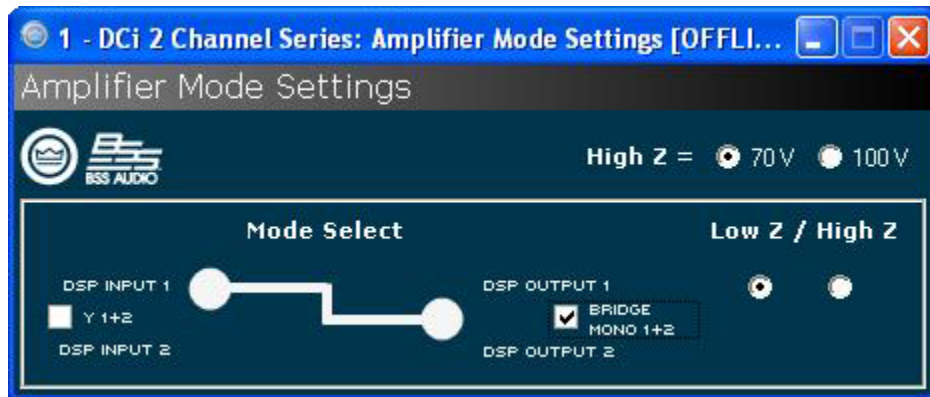 1 - DCi 2 Channel Series: Amplifier Mode Settings [OFFLI...
Amplifier Mode Settings
BSS AUDIO
High Z = 70V 100V
Mode Select
Low Z / High Z
DSP INPUT 1
DSP OUTPUT 1
Y 1+2
BRIDGE
MONO 1+2
DSP INPUT 2
DSP OUTPUT 2